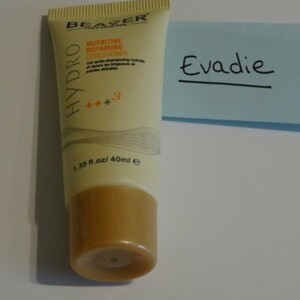 BEAVER
HYDRO
NUTRITIVE
REPAIRING
CONDITIONER
+++3
1.35 fl.oz/ 40ml e
Evadie